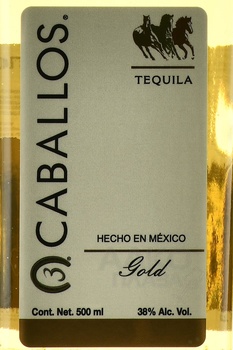 3 CABALLOS.
TEQUILA
HECHO EN MÉXICO
Gold
Cont. Net. 500 ml 38% Alc. Vol.